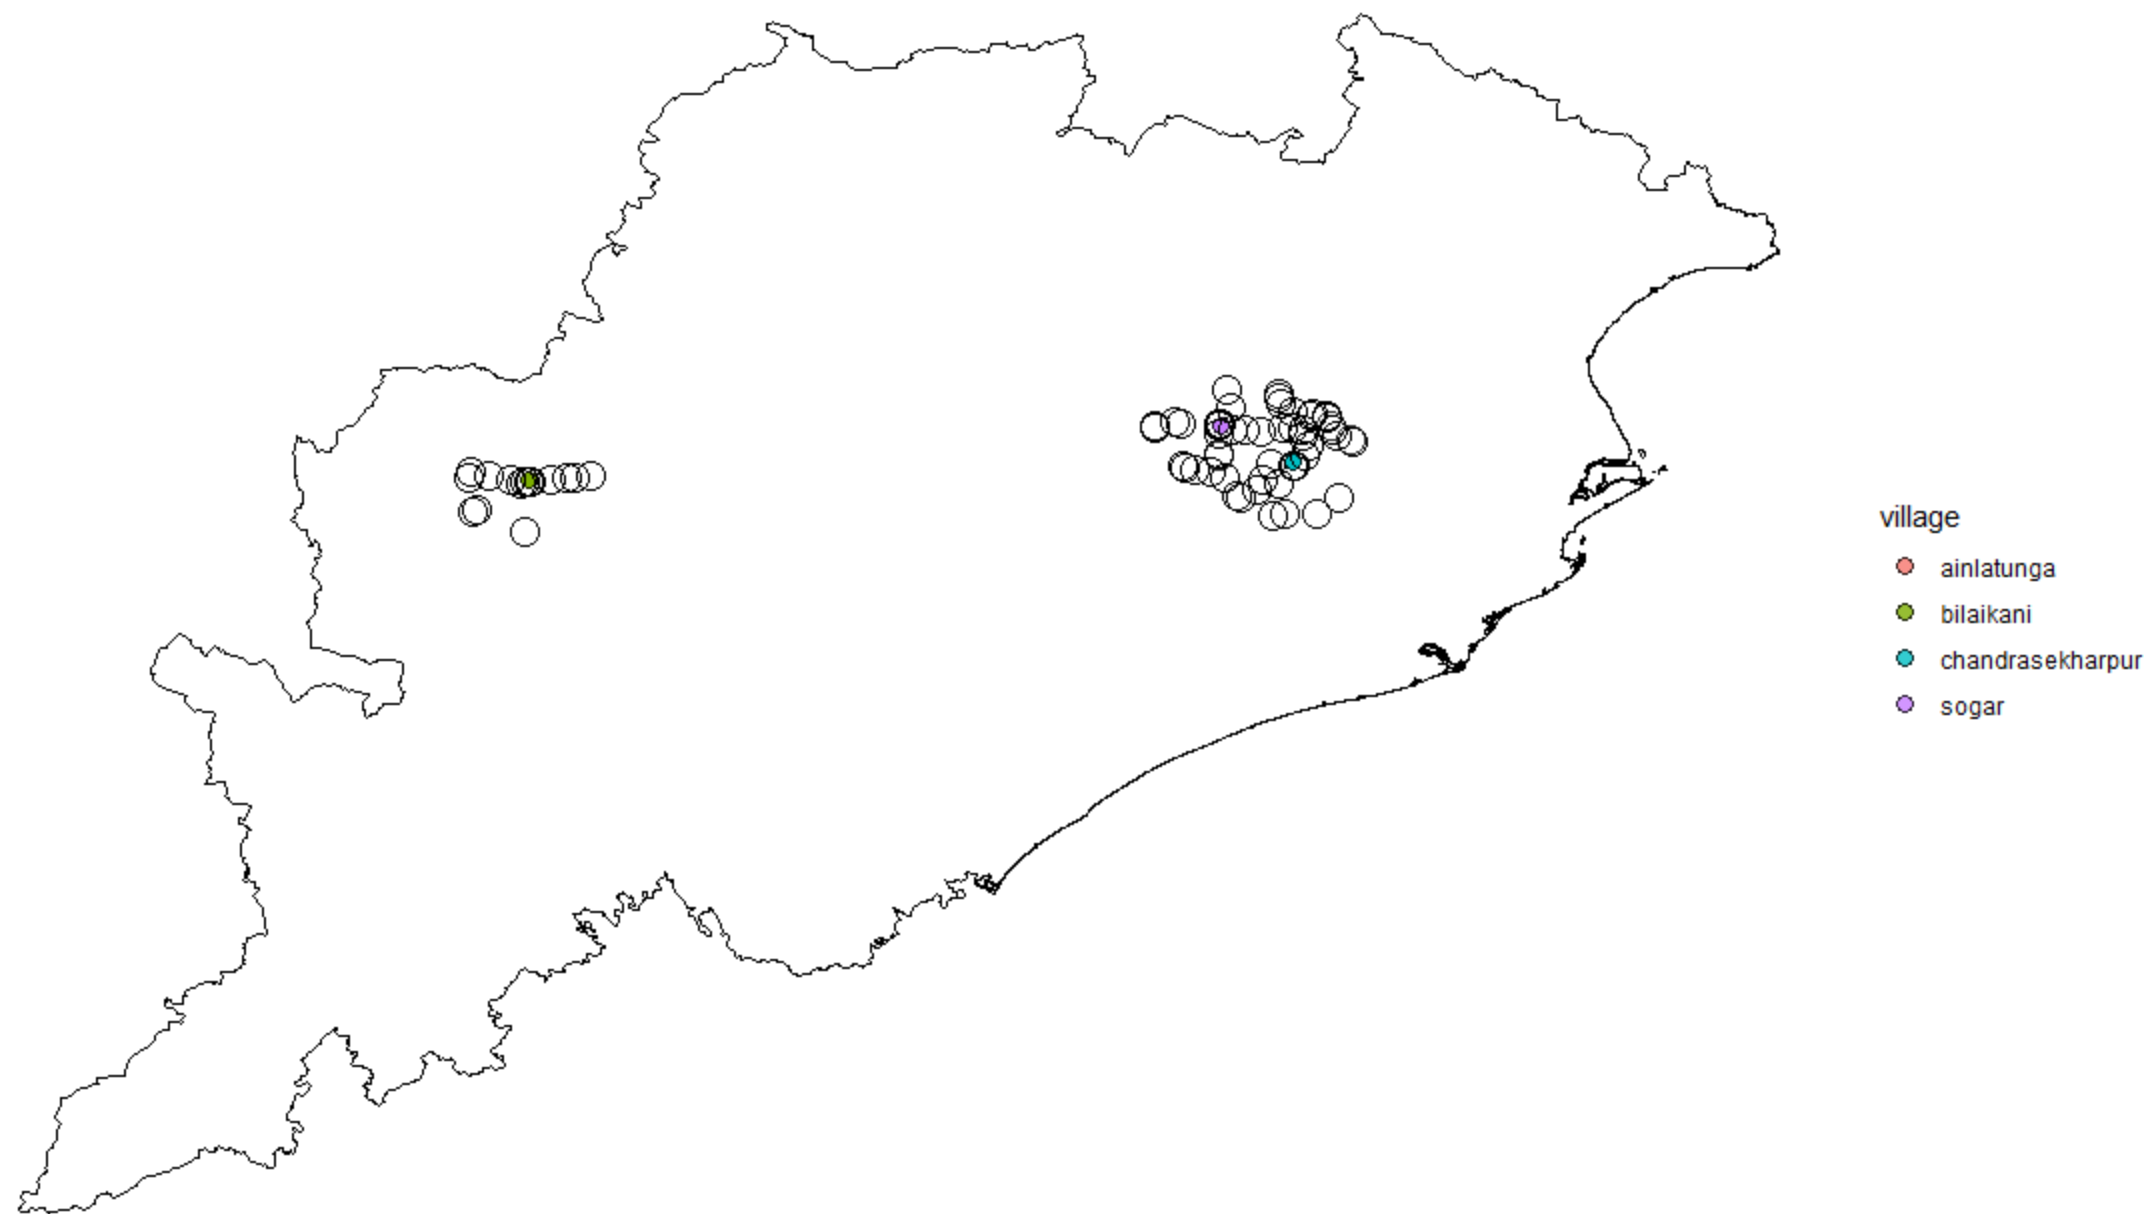 village
ainlatunga
bilaikani
chandrasekharpur
sogar